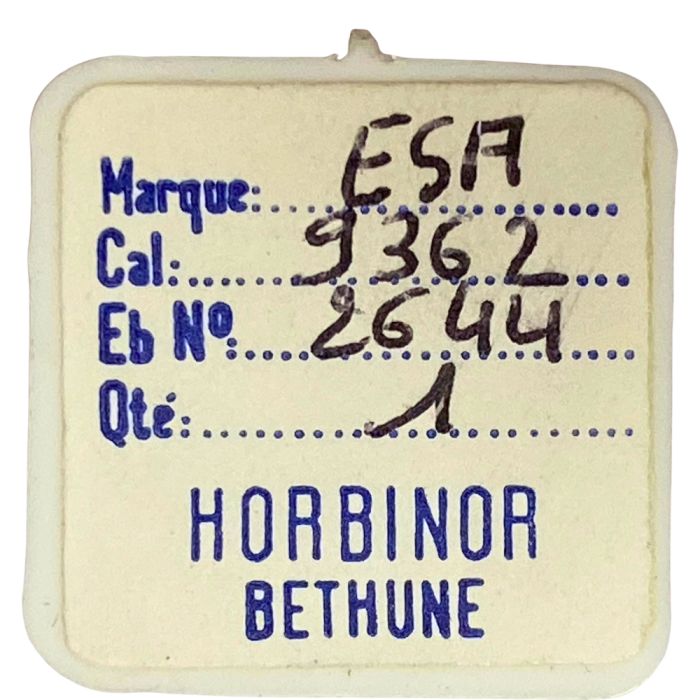 Marque: ESA
Cal: 9362
Eb Nº: 2644
Qté: 1
HORBINOR
BETHUNE